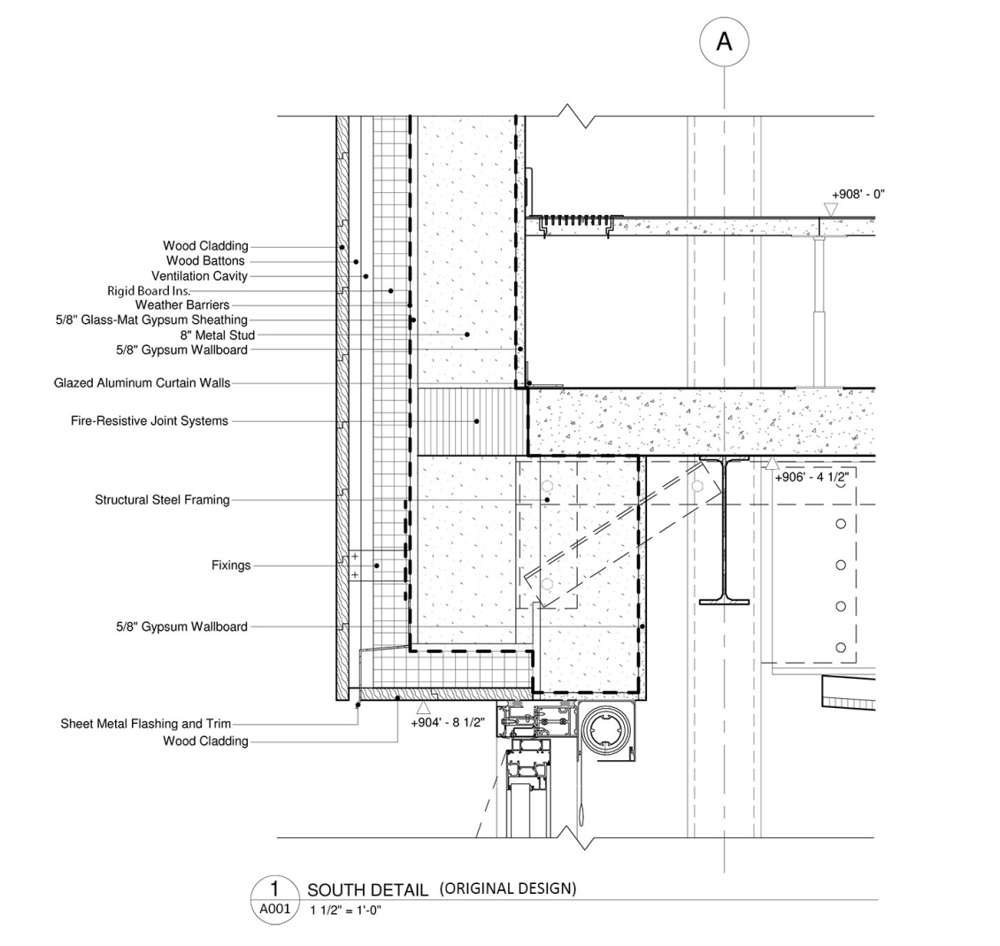 A
+908' - 0"
Wood Cladding
Wood Battons
Ventilation Cavity
Rigid Board Ins.
Weather Barriers
5/8" Glass-Mat Gypsum Sheathing
8" Metal Stud
5/8" Gypsum Wallboard
Glazed Aluminum Curtain Walls
Fire-Resistive Joint Systems
+906' - 4 1/2"
Structural Steel Framing
Fixings
5/8" Gypsum Wallboard
Sheet Metal Flashing and Trim
+904' - 8 1/2"
Wood Cladding
1
SOUTH DETAIL (ORIGINAL DESIGN)
A001
1 1/2" = 1'-0"